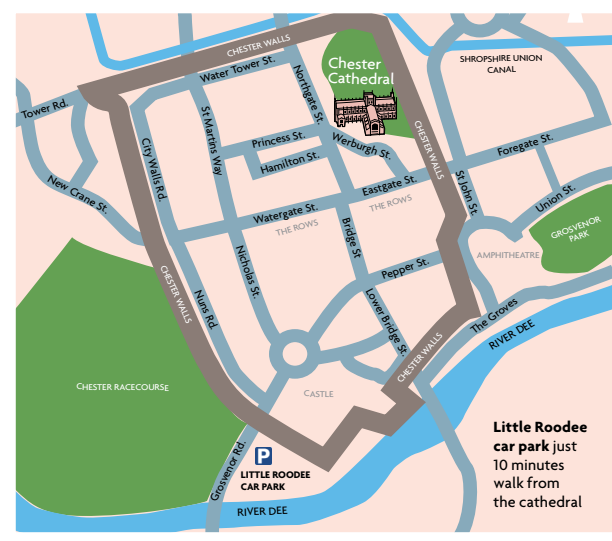 CHESTER WALLS
Water Tower St.
Northgate St.
Chester
Cathedral
SHROPSHIRE UNION
CANAL
Tower Rd.
City Walls Rd.
St Martins Way
Princess St.
Hamilton St.
Werburgh St.
CHESTER WALLS
Foregate St.
New Crane St.
Eastgate St.
THE ROWS
St John St.
Union St.
Watergate St.
THE ROWS
Bridge St
GROSVENOR
PARK
AMPHITHEATRE
Nicholas St.
Pepper St.
CHESTER WALLS
Nuns Rd.
Lower Bridge St.
The Groves
RIVER DEE
CHESTER WALLS
CHESTER RACECOURSE
CASTLE
Grosvenor Rd.
P
LITTLE ROODEE
CAR PARK
RIVER DEE
Little Roodee
car park just
10 minutes
walk from
the cathedral